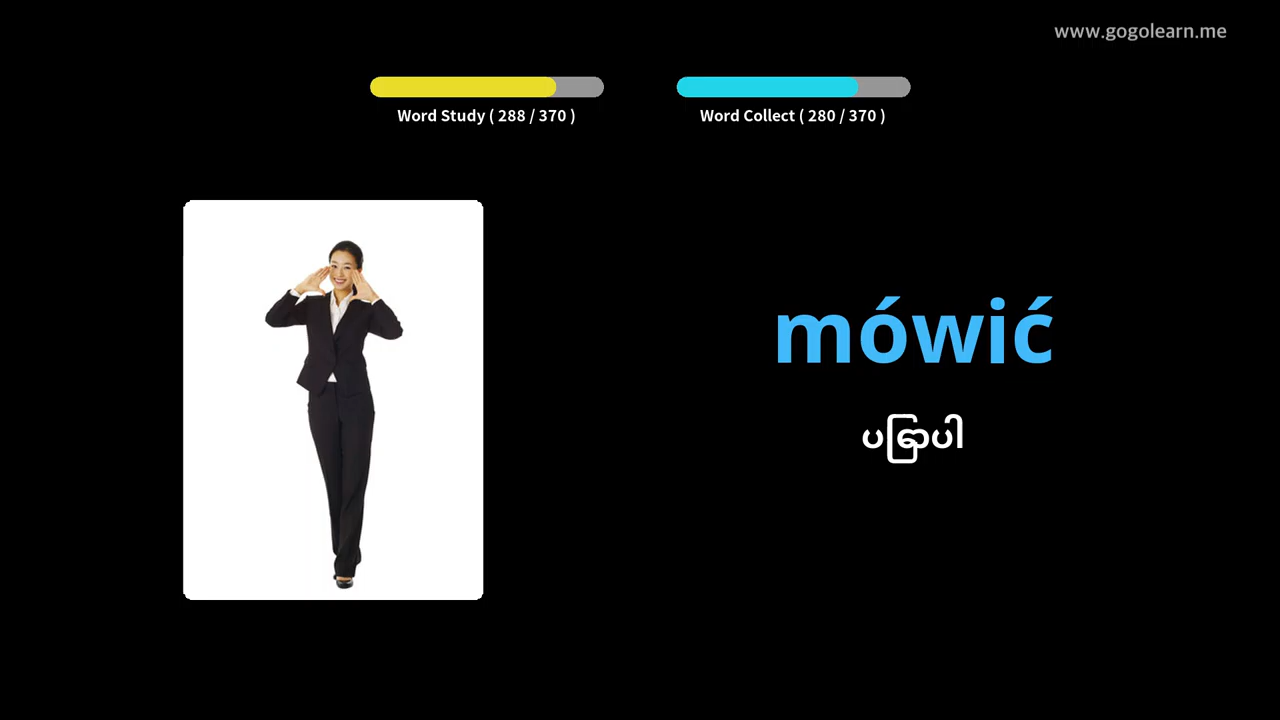 www.gogolearn.me
Word Study ( 288 / 370 )
Word Collect ( 280 / 370 )
mówić
ပြောပါ